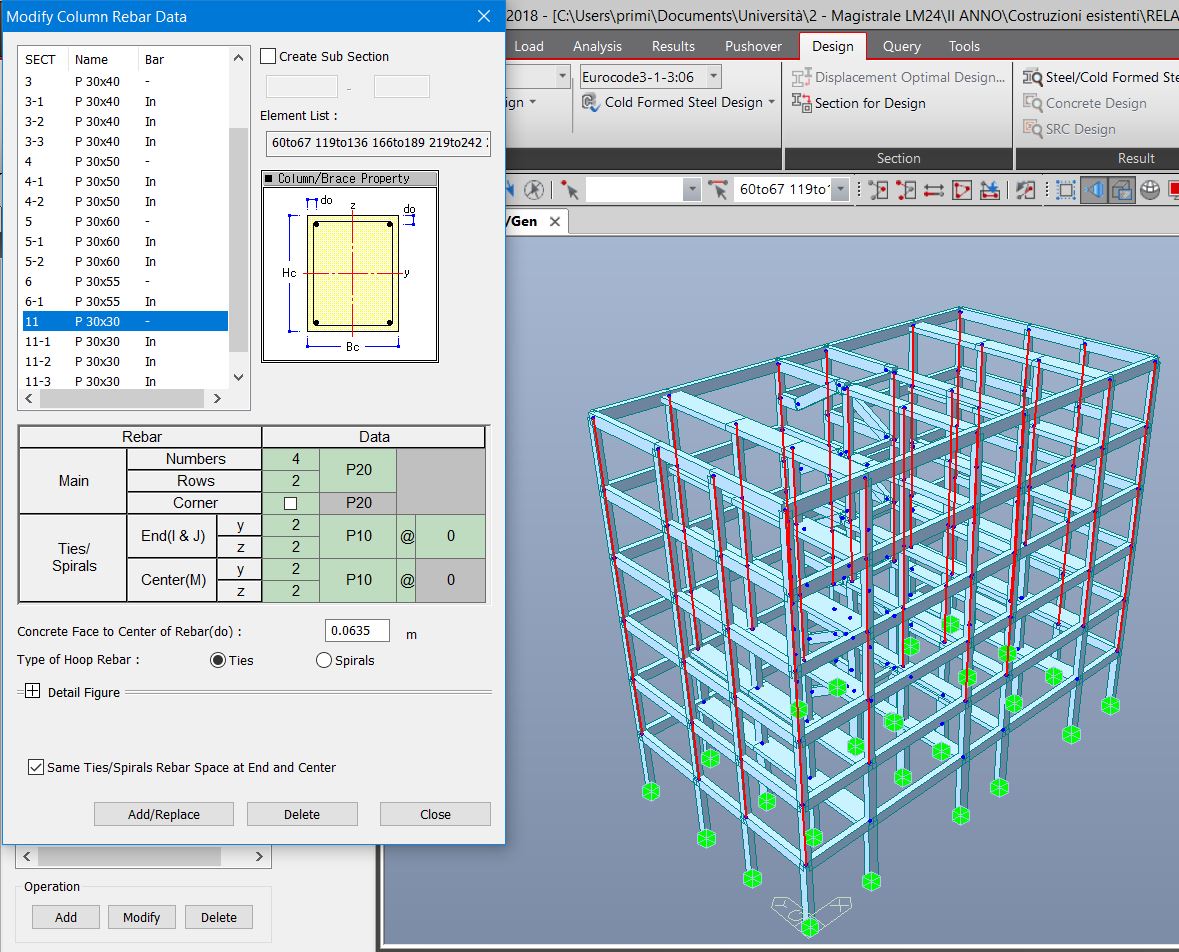 Modify Column Rebar Data
2018 - [C:\Users\primi\Documents\Università\2 - Magistrale LM24\II ANNO\Costruzioni esistenti\RELA
Load Analysis Results Pushover Design Query Tools
Eurocode3-1-3:06
Displacement Optimal Design...
Steel/Cold Formed Ste
ign
Cold Formed Steel Design
Section for Design
Concrete Design
SRC Design
Section
Result
60to67 119to1
/Gen
SECT Name Bar
3 P 30x40 -
3-1 P 30x40 In
3-2 P 30x40 In
3-3 P 30x40 In
4 P 30x50 -
4-1 P 30x50 In
4-2 P 30x50 In
5 P 30x60 -
5-1 P 30x60 In
5-2 P 30x60 In
6 P 30x55 -
6-1 P 30x55 In
11 P 30x30 -
11-1 P 30x30 In
11-2 P 30x30 In
11-3 P 30x30 In
Create Sub Section
-
Element List :
60to67 119to136 166to189 219to242
Column/Brace Property
do
z
do
Hc
y
Bc
Rebar Data
Main
Numbers 4
P20
Rows 2
Corner P20
Ties/
Spirals
End(I & J)
y 2
z 2
P10 @ 0
Center(M)
y 2
z 2
P10 @ 0
Concrete Face to Center of Rebar(do) : 0.0635 m
Type of Hoop Rebar : Ties Spirals
Detail Figure
Same Ties/Spirals Rebar Space at End and Center
Add/Replace Delete Close
Operation
Add Modify Delete